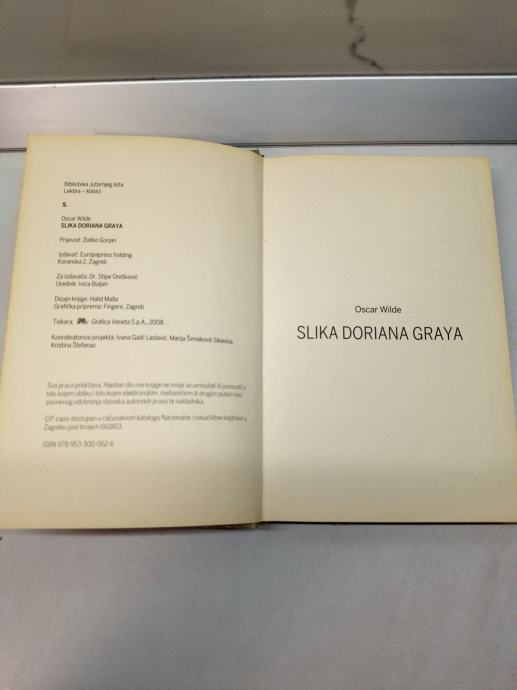 Biblioteka Jutarnjeg lista
Lektira – klasici
5.
Oscar Wilde
SLIKA DORIANA GRAYA
Prijevod: Zlatko Gorjan
Izdavač: Europapress holding
Koranska 2, Zagreb
Za izdavača: Dr. Stipe Orešković
Urednik: Ivica Buljan
Dizajn knjige: Halid Mafla
Grafička priprema: Fingere, Zagreb
Tiskara: Grafica Veneta S.p.A., 2008.
Koordinatorice projekta: Ivana Galić Laslavić, Marija Šimoković Sikavica,
Kristina Štefanac
Sva prava pridržana. Nijedan dio ove knjige ne smije se umnažati ili prenositi u
bilo kojem obliku i bilo kojim elektronskim, mehaničkim ili drugim putem bez
pismenog odobrenja vlasnika autorskih prava te nakladnika.
CIP zapis dostupan u računalnom katalogu Nacionalne i sveučilišne knjižnice u
Zagrebu pod brojem 661803.
ISBN 978-953-300-062-6
Oscar Wilde
SLIKA DORIANA GRAYA